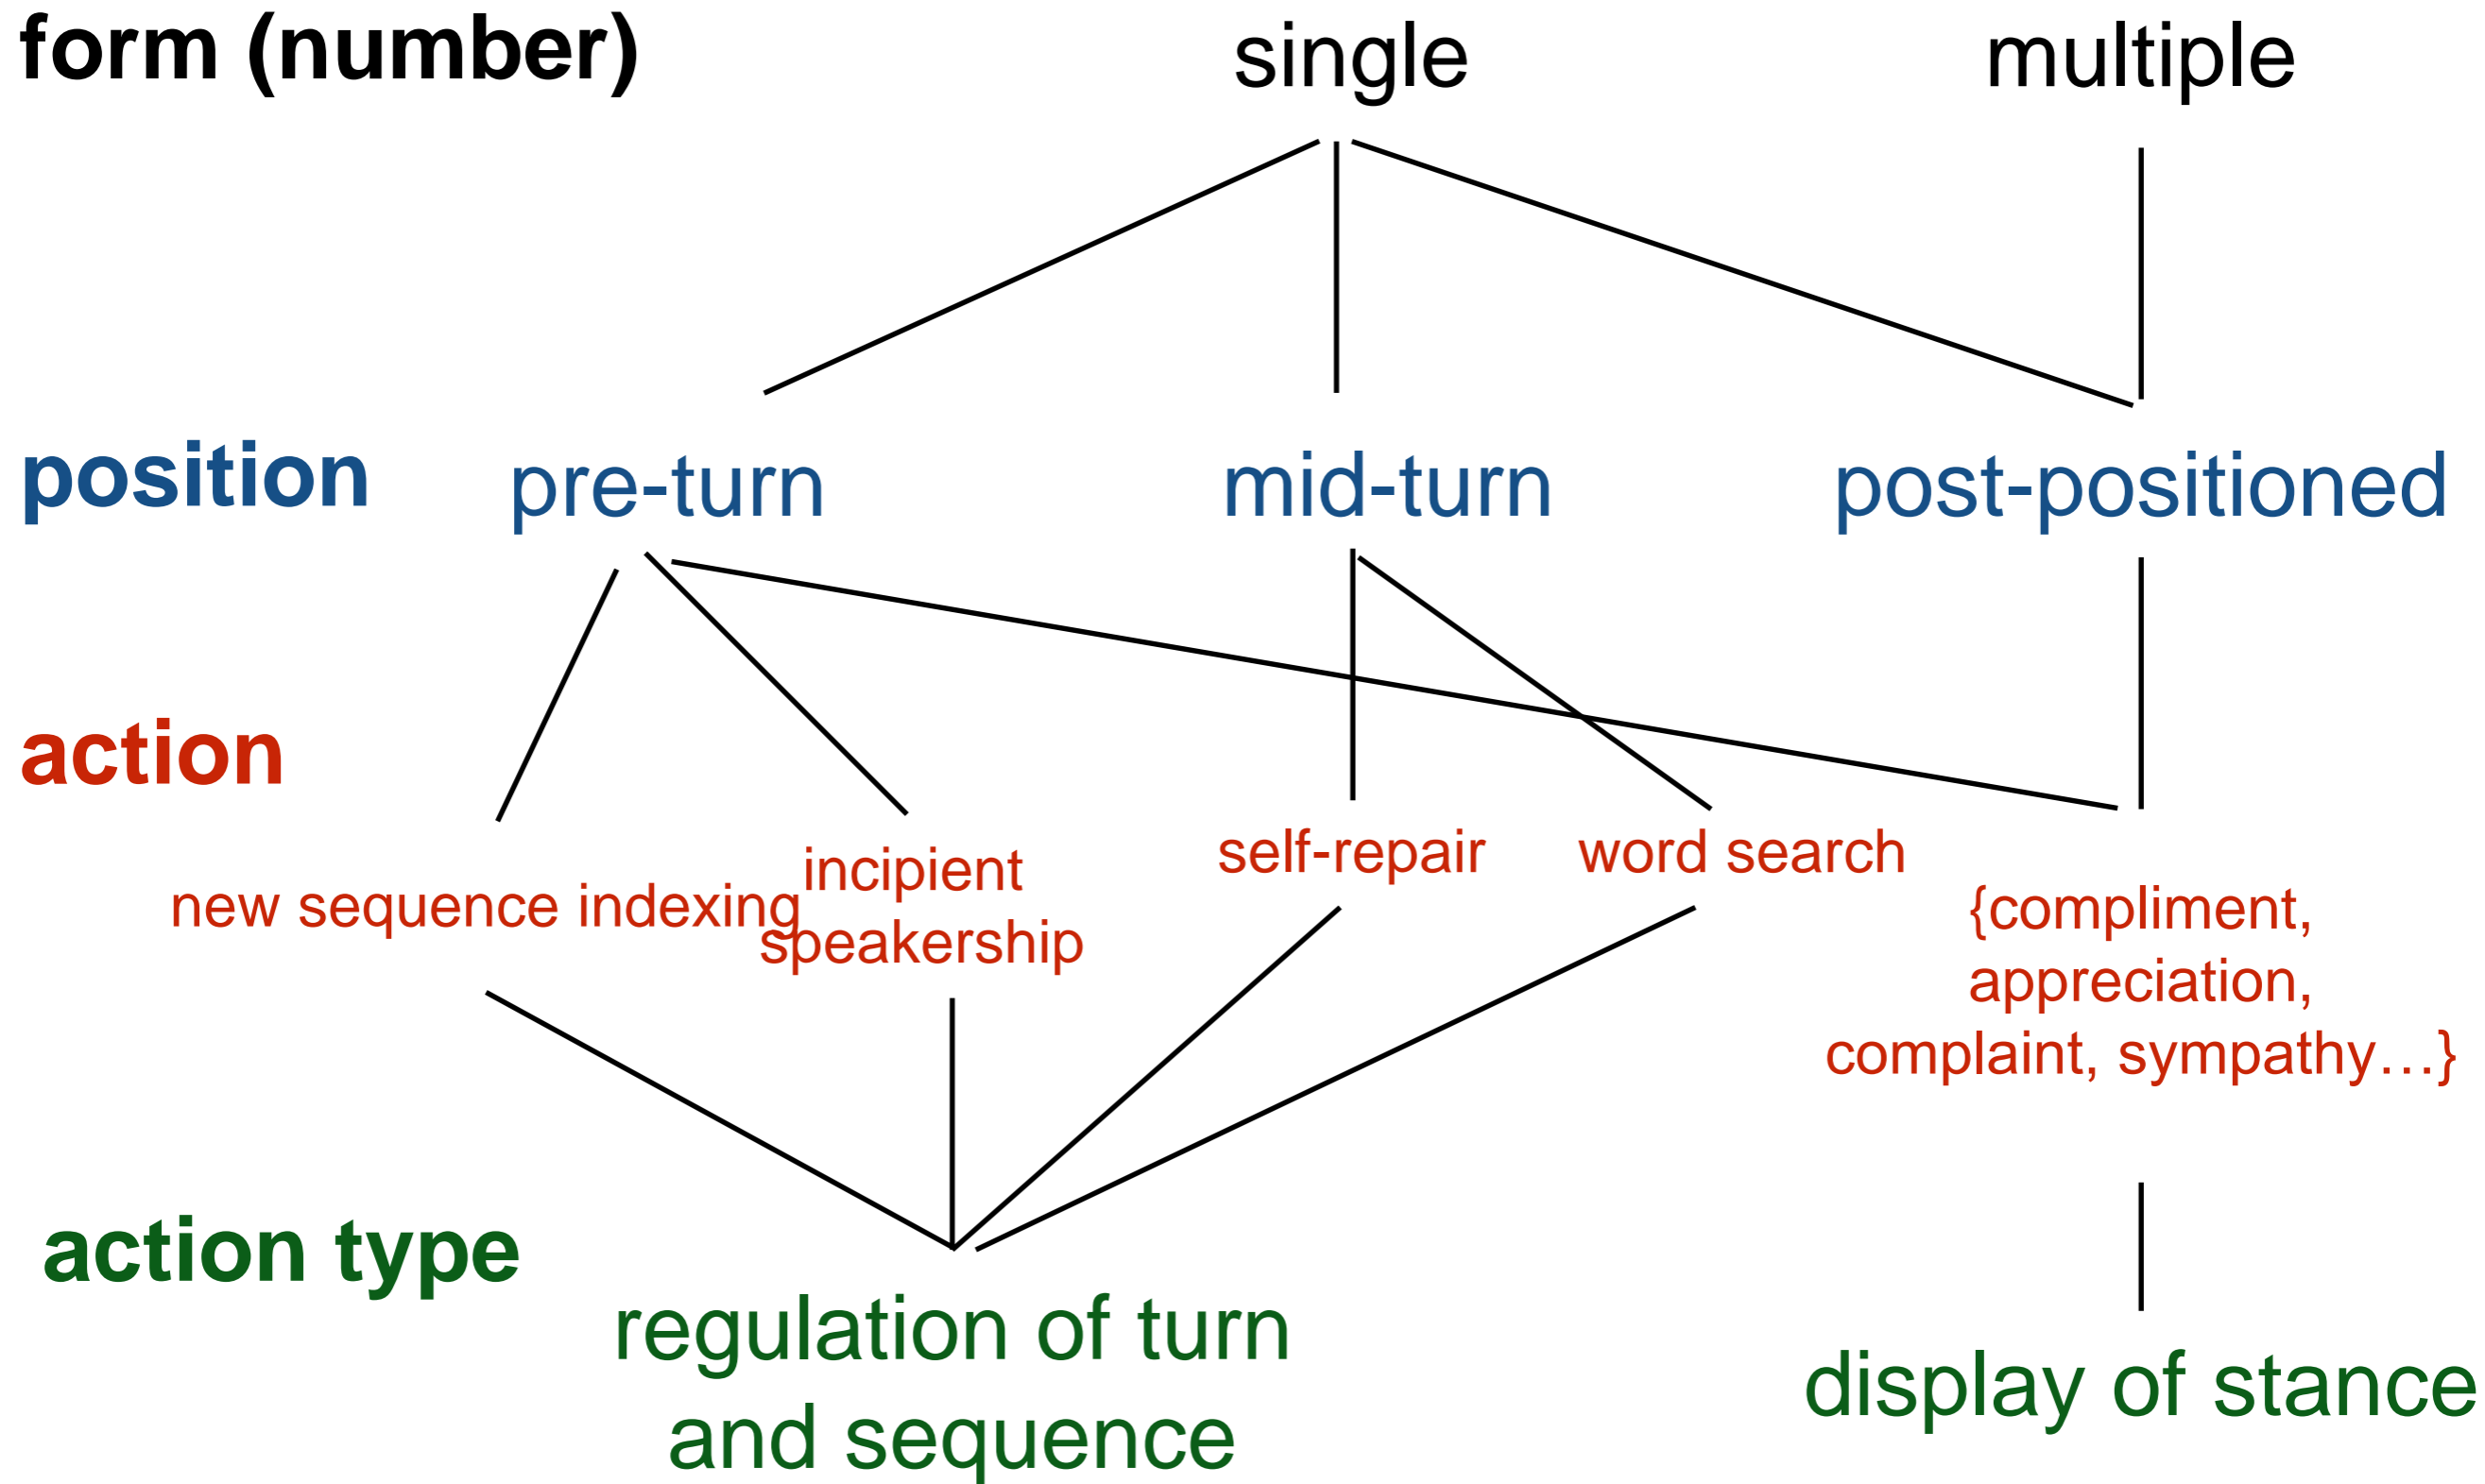 form (number) single multiple
position pre-turn mid-turn post-positioned
action
new sequence indexing
incipient
speakership
self-repair
word search
{compliment,
appreciation,
complaint, sympathy…}
action type
regulation of turn
and sequence
display of stance